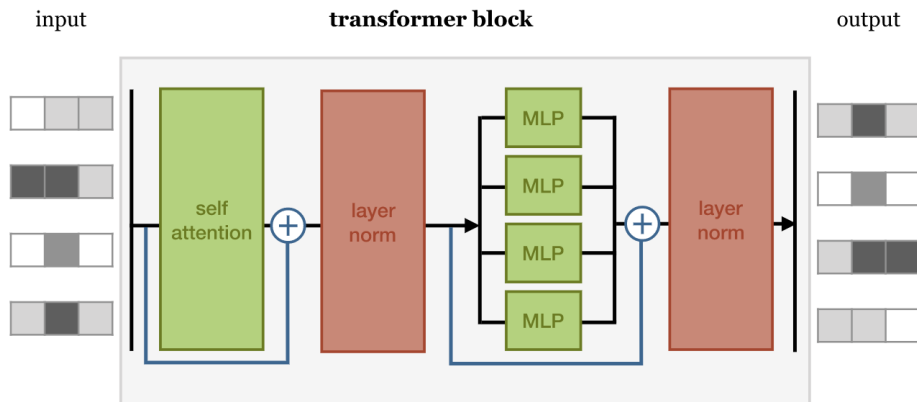 input
transformer block
output
self
attention
layer
norm
MLP
MLP
MLP
MLP
layer
norm